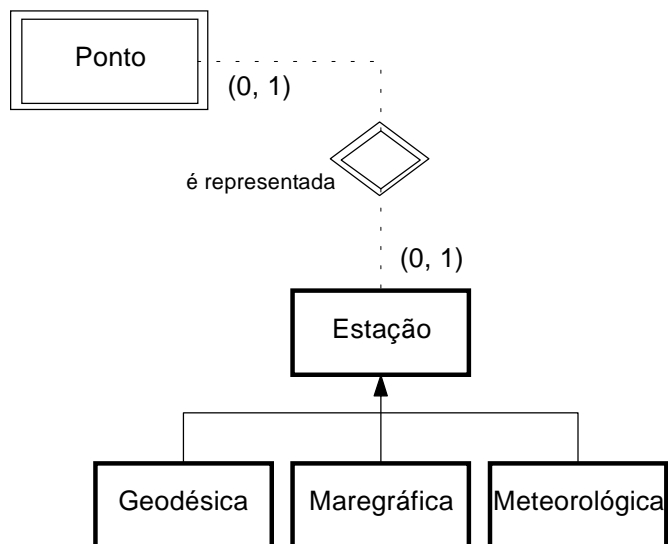 Ponto
(0, 1)
é representada
(0, 1)
Estação
Geodésica
Maregráfica
Meteorológica